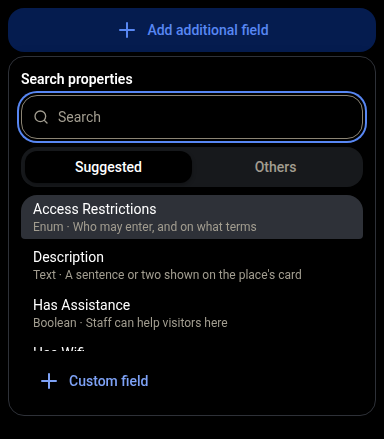 Add additional field
Search properties
Search
Suggested
Others
Access Restrictions
Enum · Who may enter, and on what terms
Description
Text · A sentence or two shown on the place's card
Has Assistance
Boolean · Staff can help visitors here
Has Wifi
Custom field